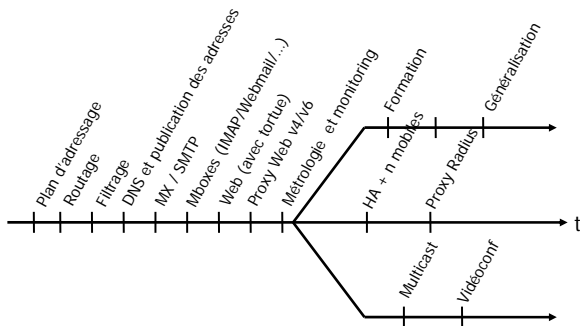 Plan d'adressage
Routage
Filtrage
DNS et publication des adresses
MX / SMTP
Mboxes (IMAP/Webmail/...)
Web (avec tortue)
Proxy Web v4/v6
Métrologie et monitoring
Formation
Généralisation
HA + n mobiles
Proxy Radius
t
Multicast
Vidéoconf